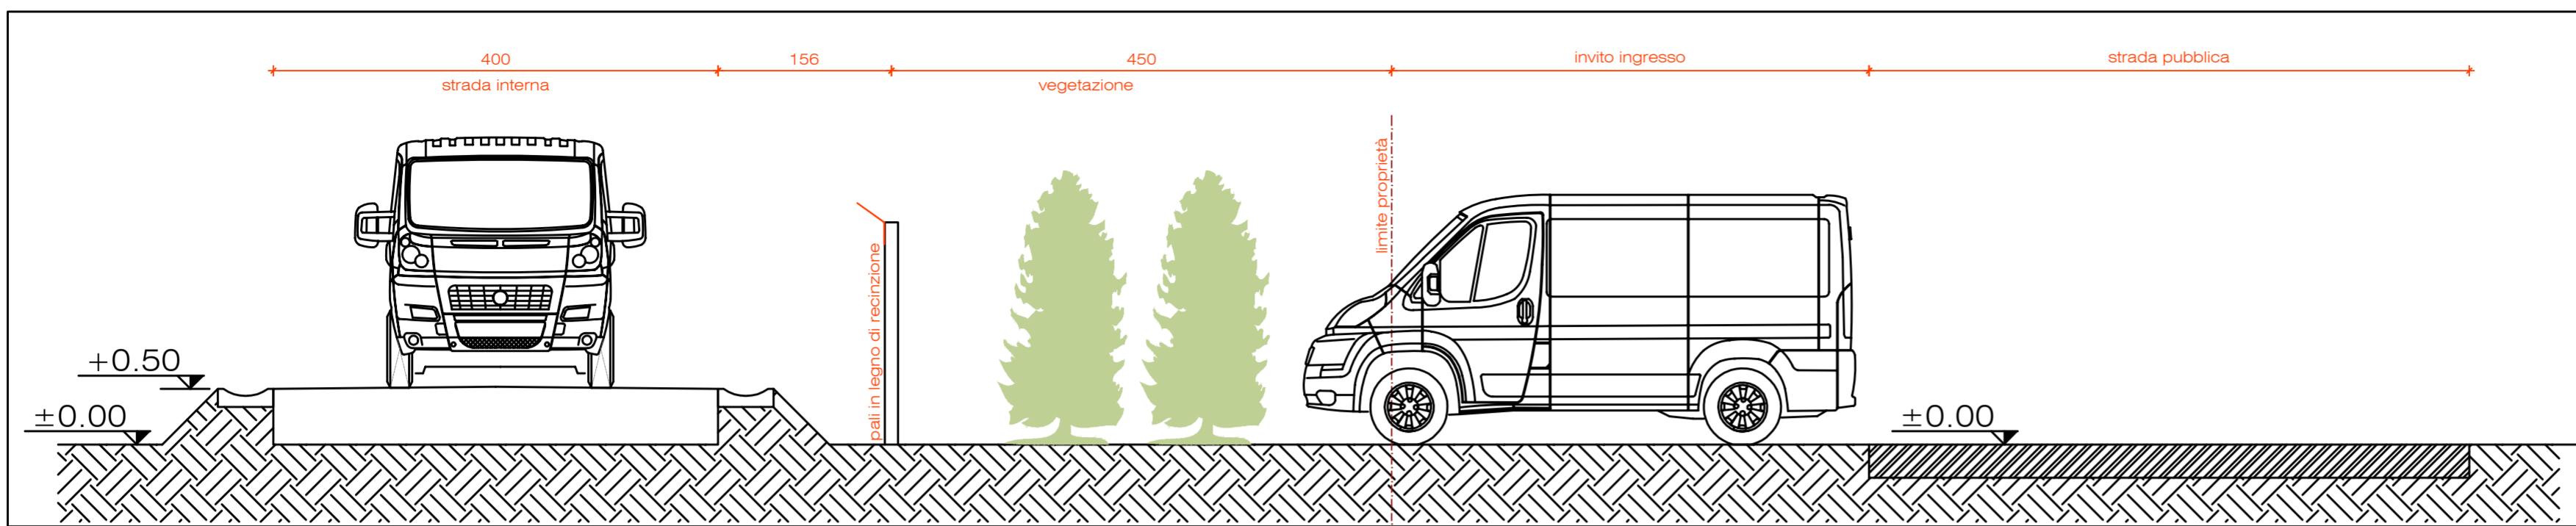 400
strada interna
156
450
vegetazione
invito ingresso
strada pubblica
limite proprietà
pali in legno di recinzione
+0.50
±0.00
±0.00